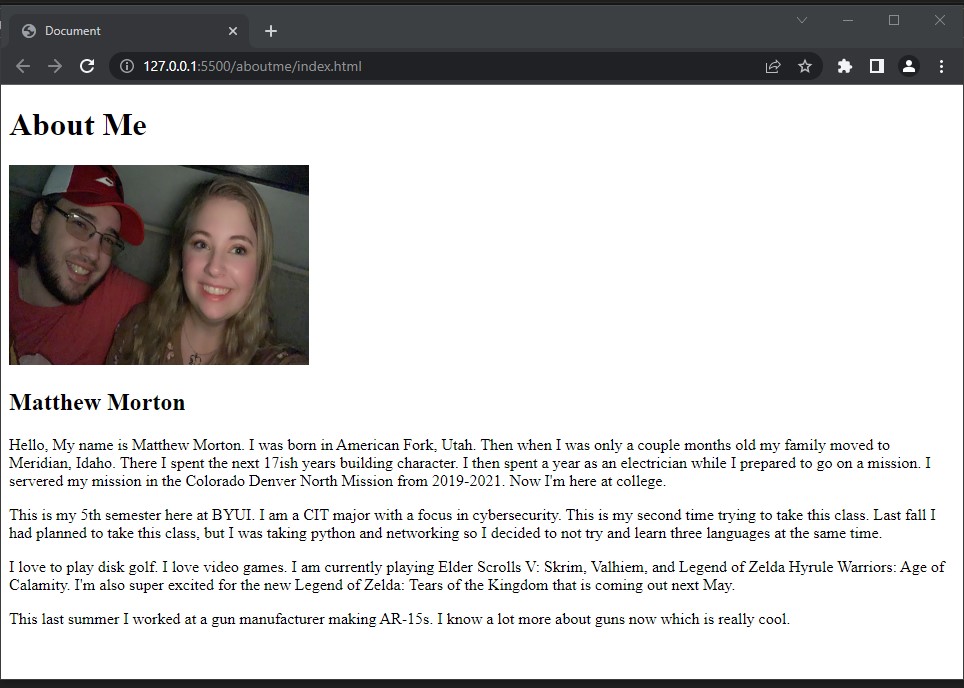 Document
127.0.0.1:5500/aboutme/index.html
About Me
Matthew Morton
Hello, My name is Matthew Morton. I was born in American Fork, Utah. Then when I was only a couple months old my family moved to
Meridian, Idaho. There I spent the next 17ish years building character. I then spent a year as an electrician while I prepared to go on a mission. I
servered my mission in the Colorado Denver North Mission from 2019-2021. Now I'm here at college.
This is my 5th semester here at BYUI. I am a CIT major with a focus in cybersecurity. This is my second time trying to take this class. Last fall I
had planned to take this class, but I was taking python and networking so I decided to not try and learn three languages at the same time.
I love to play disk golf. I love video games. I am currently playing Elder Scrolls V: Skrim, Valhiem, and Legend of Zelda Hyrule Warriors: Age of
Calamity. I'm also super excited for the new Legend of Zelda: Tears of the Kingdom that is coming out next May.
This last summer I worked at a gun manufacturer making AR-15s. I know a lot more about guns now which is really cool.